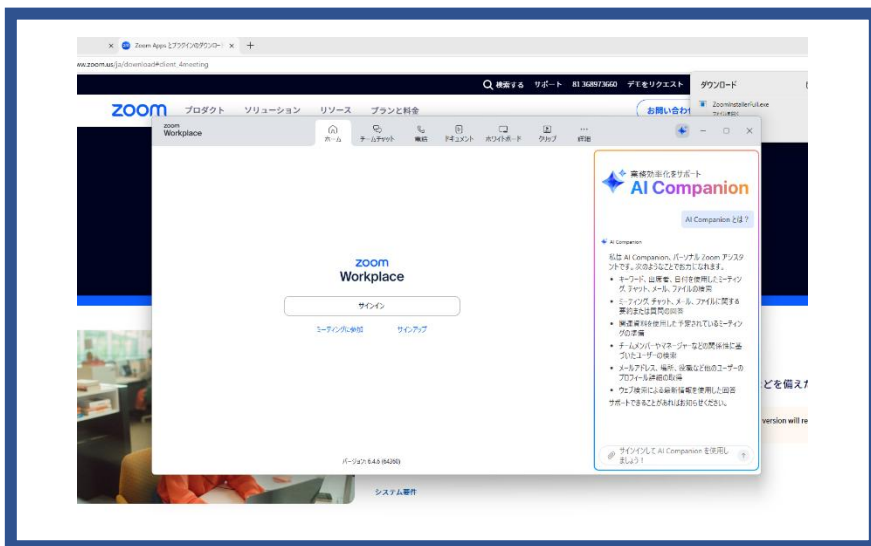 Zoom Apps とプラグインのダウンロー
ww.zoom.us/ja/download#client_4meeting
検索する サポート 81 368973660 デモをリクエスト
ダウンロード
ZoomInstallerFull.exe
zoom プロダクト ソリューション リソース プランと料金
お問い合わ
zoom
Workplace
ホーム チームチャット 電話 ドキュメント ホワイトボード クリップ 詳細
zoom
Workplace
サインイン
ミーティングに参加 サインアップ
バージョン: 6.4.6 (64360)
業務効率化をサポート
AI Companion
AI Companion とは？
AI Companion
私は AI Companion、パーソナル Zoom アシスタ
ントです。次のようなことでお力になれます。
• キーワード、出席者、日付を使用したミーティン
グ、チャット、メール、ファイルの検索
• ミーティング、チャット、メール、ファイルに関する
要約または質問の回答
• 関連資料を使用した予定されているミーティン
グの準備
• チームメンバーやマネージャーなどの関係性に基
づいたユーザーの検索
• メールアドレス、場所、役職など他のユーザーの
プロフィール詳細の取得
• ウェブ検索による最新情報を使用した回答
サポートできることがあればお知らせください。
サインインして AI Companion を使用し
ましょう！
どを備えた
version will re
システム要件